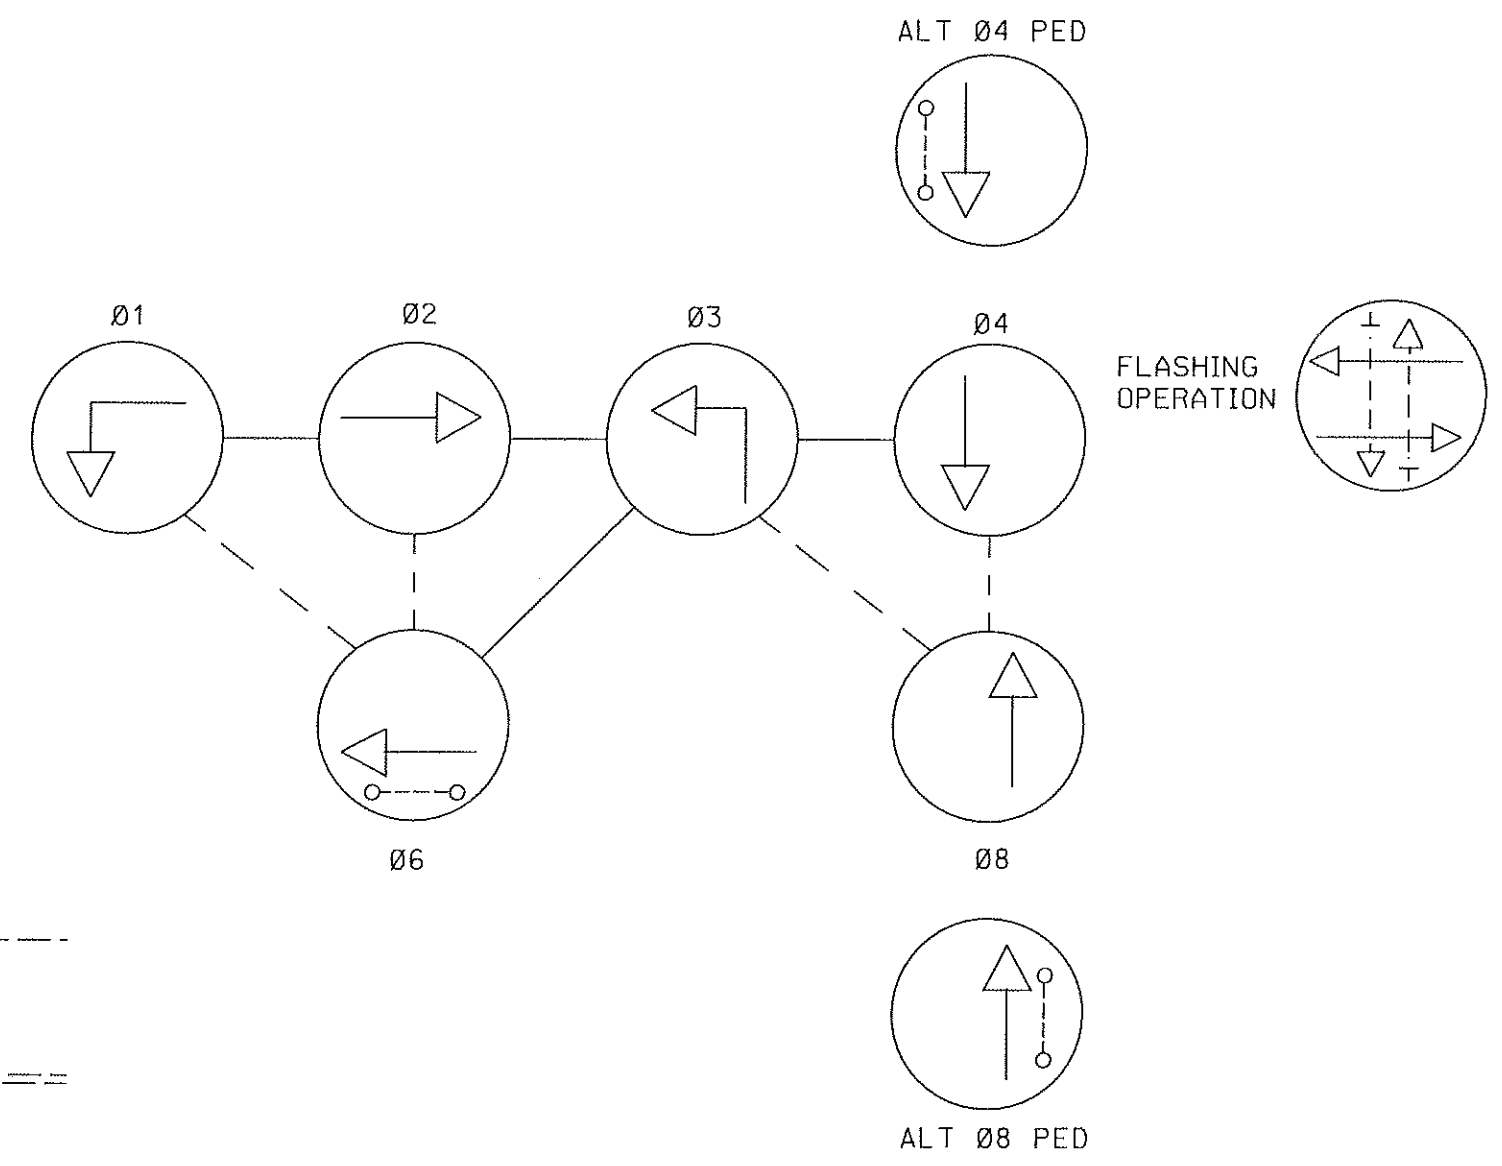 ALT Ø4 PED
Ø1
Ø2
Ø3
Ø4
FLASHING
OPERATION
Ø6
Ø8
ALT Ø8 PED